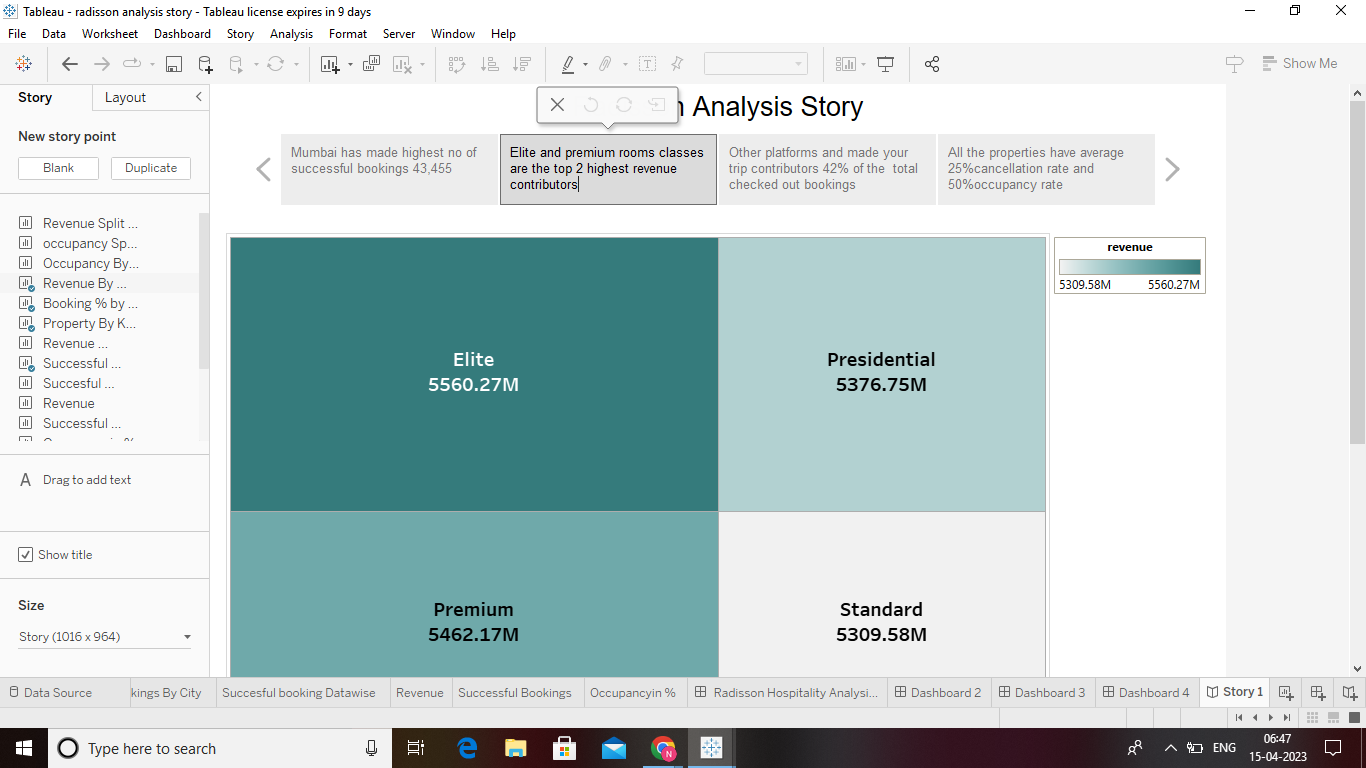 Tableau - radisson analysis story - Tableau license expires in 9 days
File Data Worksheet Dashboard Story Analysis Format Server Window Help
Show Me
Story Layout
New story point
Blank Duplicate
Revenue Split ...
occupancy Sp...
Occupancy By...
Revenue By ...
Booking % by ...
Property By K...
Revenue ...
Successful ...
Succesful ...
Revenue
Successful ...
A Drag to add text
Show title
Size
Story (1016 x 964)
Analysis Story
Mumbai has made highest no of
successful bookings 43,455
Elite and premium rooms classes
are the top 2 highest revenue
contributors
Other platforms and made your
trip contributors 42% of the total
checked out bookings
All the properties have average
25%cancellation rate and
50%occupancy rate
Elite
5560.27M
Presidential
5376.75M
Premium
5462.17M
Standard
5309.58M
revenue
5309.58M 5560.27M
Data Source kings By City Succesful booking Datawise Revenue Successful Bookings Occupancyin % Radisson Hospitality Analysi... Dashboard 2 Dashboard 3 Dashboard 4 Story 1
Type here to search
N
ENG
06:47
15-04-2023